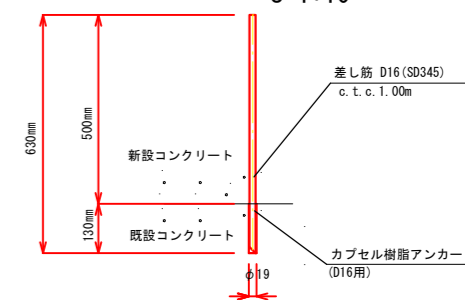 差し筋 D16(SD345)
c.t.c.1.00m
630mm
500mm
新設コンクリート
130mm
既設コンクリート
カプセル樹脂アンカー
(D16用)
φ19